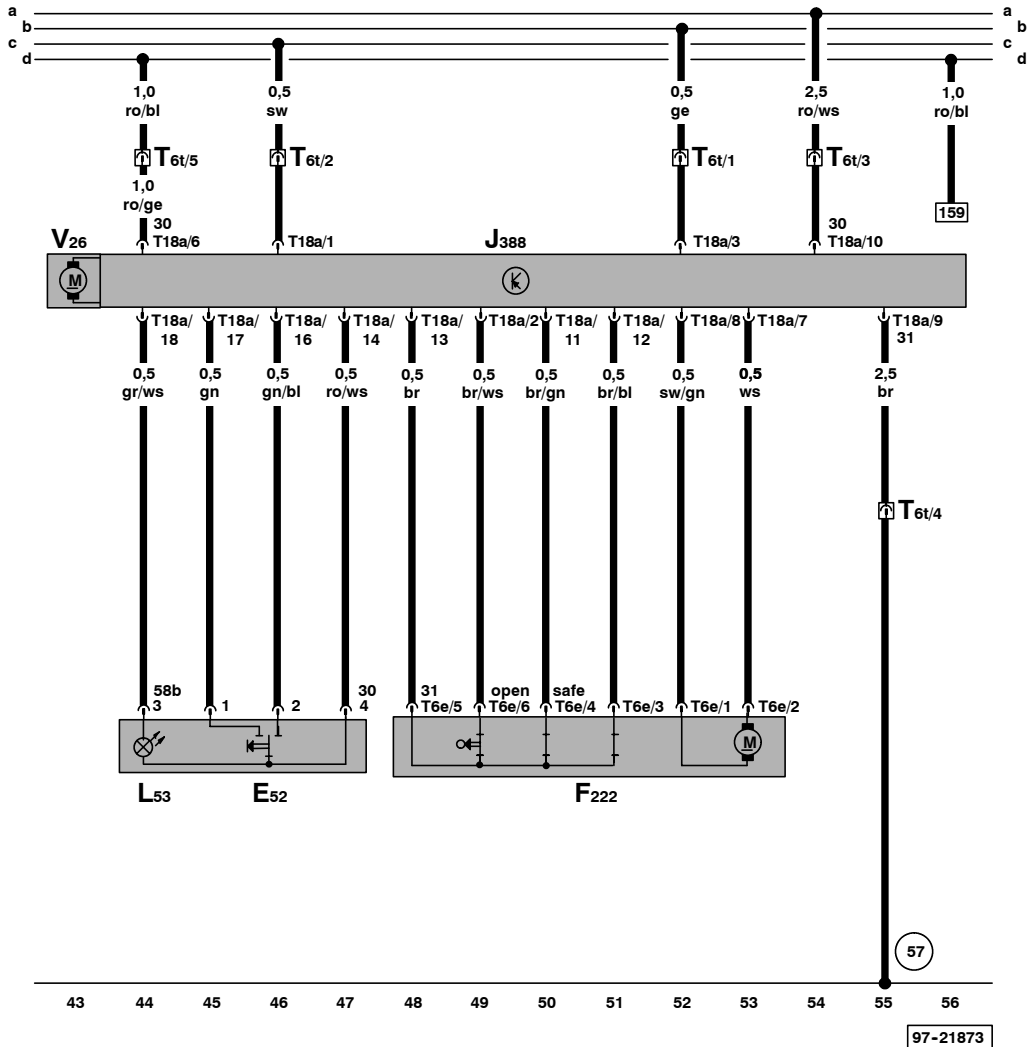 a a
b b
c c
d d
1,0 0,5 0,5 2,5 1,0
ro/bl sw ge ro/ws ro/bl
T6t/5 T6t/2 T6t/1 T6t/3
1,0
ro/ge
159
30 30
V26 T18a/6 T18a/1 J388 T18a/3 T18a/10
M
T18a/ T18a/ T18a/ T18a/ T18a/ T18a/2 T18a/ T18a/ T18a/8 T18a/7 T18a/9
18 17 16 14 13 11 12 31
0,5 0,5 0,5 0,5 0,5 0,5 0,5 0,5 0,5 0,5 2,5
gr/ws gn gn/bl ro/ws br br/ws br/gn br/bl sw/gn ws br
T6t/4
58b 30 31 open safe
3 1 2 4 T6e/5 T6e/6 T6e/4 T6e/3 T6e/1 T6e/2
M
L53 E52 F222
57
43 44 45 46 47 48 49 50 51 52 53 54 55 56
97-21873